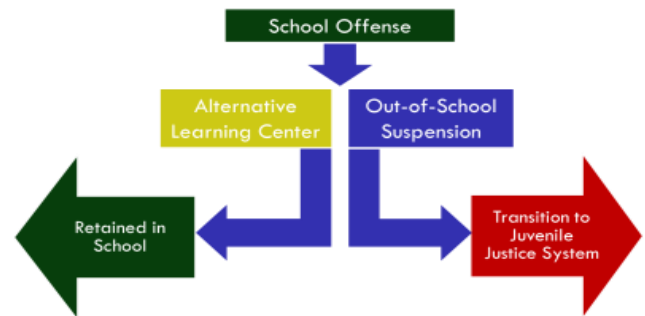 School Offense
Alternative
Learning Center
Out-of-School
Suspension
Retained in
School
Transition to
Juvenile
Justice System